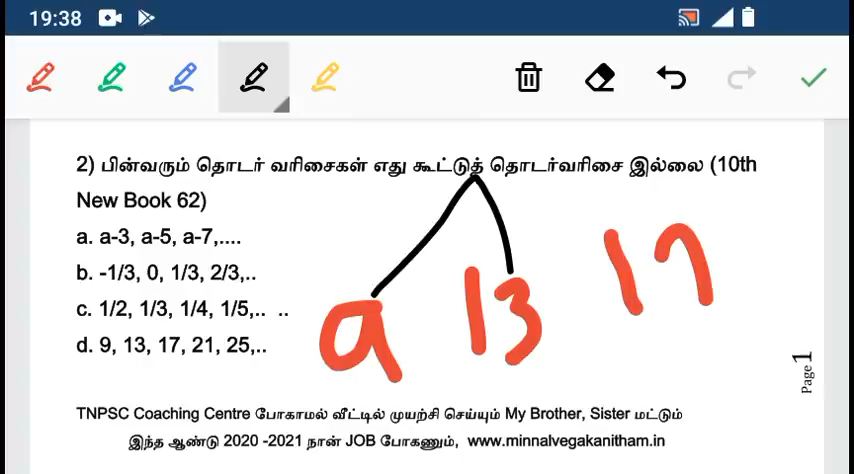 19:38
2) பின்வரும் தொடர் வரிசைகள் எது கூட்டுத் தொடர்வரிசை இல்லை (10th
New Book 62)
a. a-3, a-5, a-7,....
b. -1/3, 0, 1/3, 2/3,..
c. 1/2, 1/3, 1/4, 1/5,.. ..
d. 9, 13, 17, 21, 25,..
9 13 17
Page 1
TNPSC Coaching Centre போகாமல் வீட்டில் முயற்சி செய்யும் My Brother, Sister மட்டும்
இந்த ஆண்டு 2020 -2021 நான் JOB போகணும், www.minnalvegakanitham.in